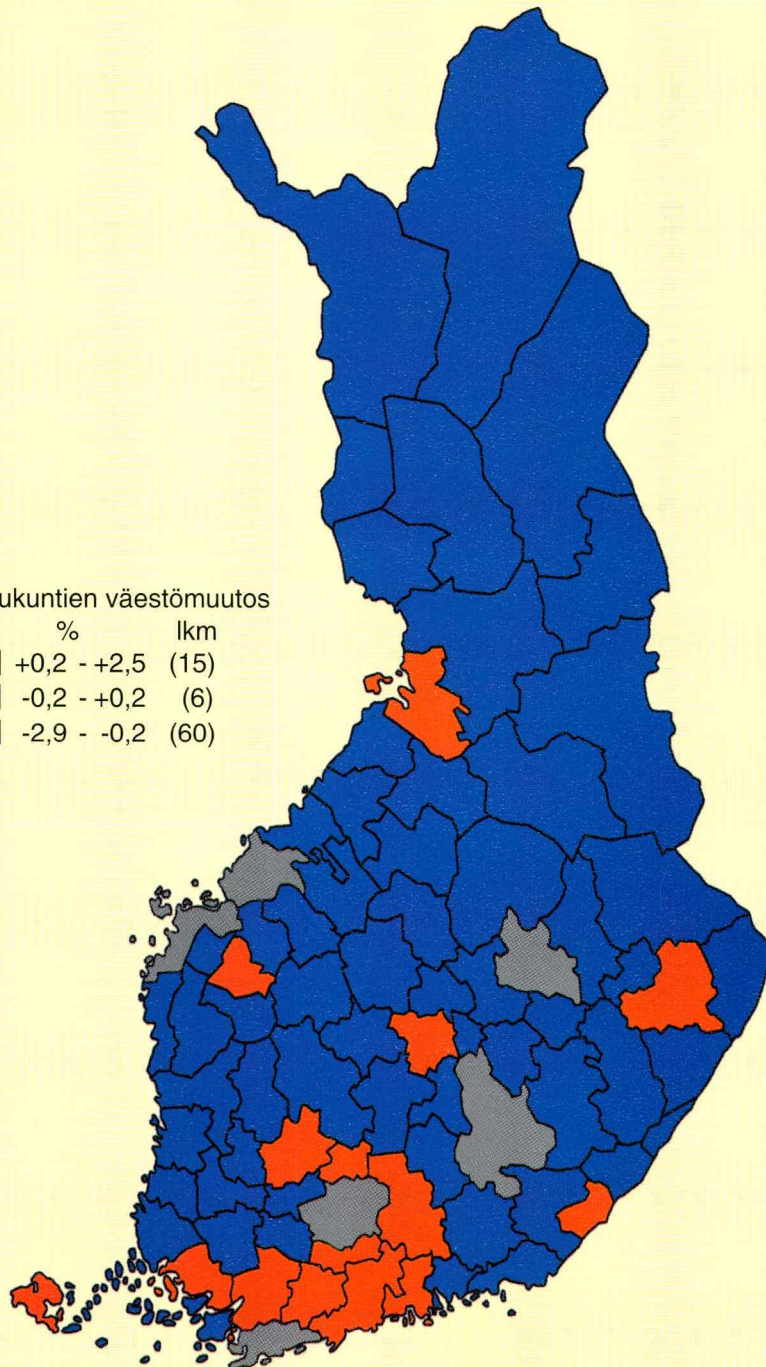 ukuntien väestömuutos
% lkm
+0,2 - +2,5 (15)
-0,2 - +0,2 (6)
-2,9 - -0,2 (60)